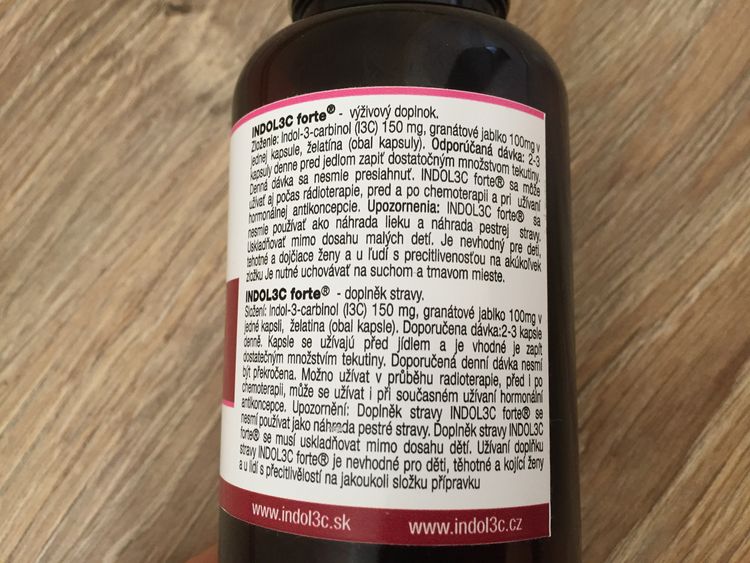 INDOL3C forte® - výživový doplnok.
Zloženie: Indol-3-carbinol (I3C) 150 mg, granátové jablko 100mg v
jednej kapsule, želatína (obal kapsuly). Odporúčaná dávka: 2-3
kapsuly denne pred jedlom zapiť dostatočným množstvom tekutiny.
Denná dávka sa nesmie presiahnuť. INDOL3C forte® sa môže
užívať aj počas rádioterapie, pred a po chemoterapii a pri užívaní
hormonálnej antikoncepcie. Upozornenia: INDOL3C forte® sa
nesmie používať ako náhrada lieku a náhrada pestrej stravy.
Uskladňovať mimo dosahu malých detí. Je nevhodný pre deti,
tehotné a dojčiace ženy a u ľudí s precitlivenosťou na akúkoľvek
zložku Je nutné uchovávať na suchom a tmavom mieste.
INDOL3C forte® - doplněk stravy.
Složení: Indol-3-carbinol (I3C) 150 mg, granátové jablko 100mg v
jedné kapsli, želatina (obal kapsle). Doporučena dávka:2-3 kapsle
denně. Kapsle se užívají před jídlem a je vhodné je zapít
dostatečným množstvím tekutiny. Doporučená denní dávka nesmí
být překročena. Možno užívat v průběhu radioterapie, před i po
chemoterapii, může se užívat i při současném užívaní hormonální
antikoncepce. Upozornění: Doplněk stravy INDOL3C forte® se
nesmí používat jako náhrada pestré stravy. Doplněk stravy INDOL3C
forte® se musí uskladňovat mimo dosahu dětí. Užívaní doplňku
stravy INDOL3C forte® je nevhodné pro děti, těhotné a kojící ženy
a u lidí s přecitlivělostí na jakoukoli složku přípravku
www.indol3c.sk www.indol3c.cz